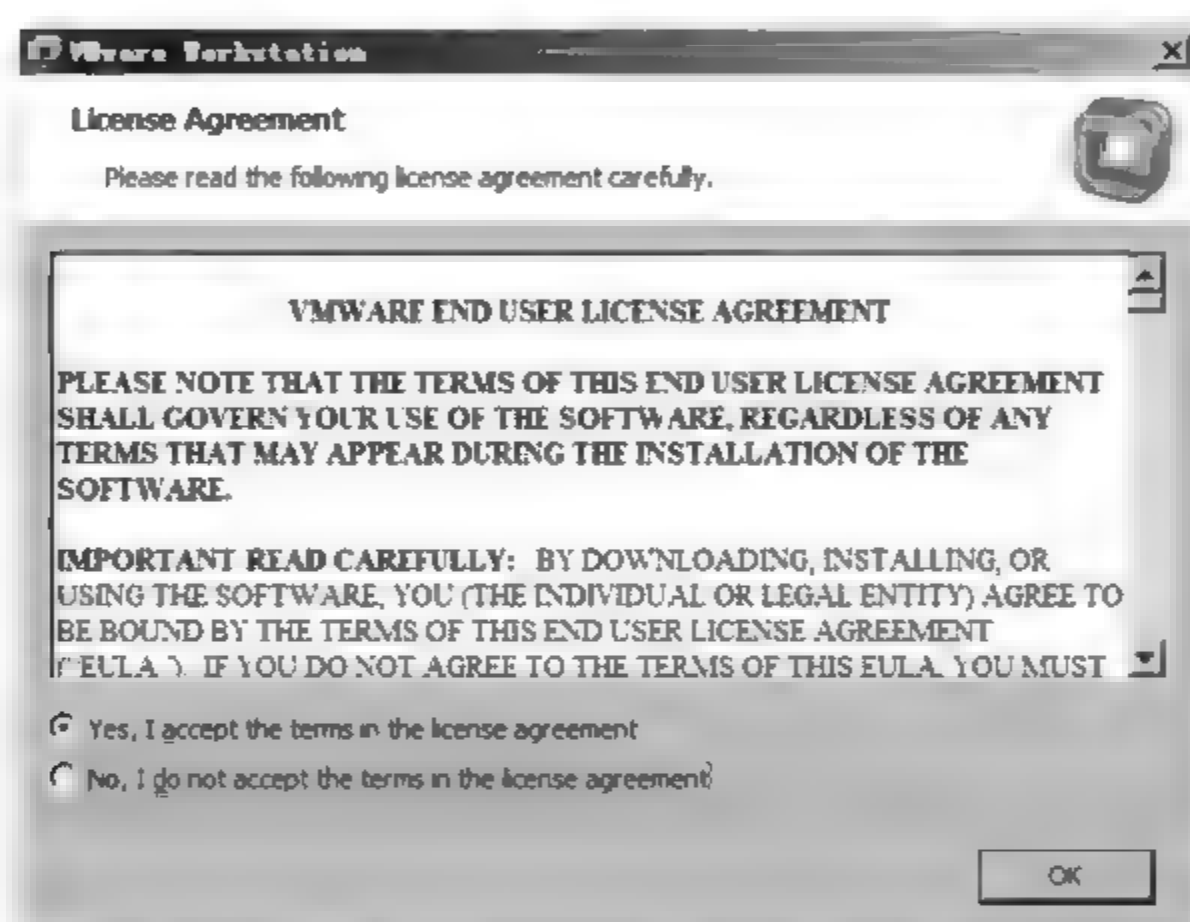 VMware Workstation
License Agreement
Please read the following license agreement carefully.
VMWARE END USER LICENSE AGREEMENT
PLEASE NOTE THAT THE TERMS OF THIS END USER LICENSE AGREEMENT
SHALL GOVERN YOUR USE OF THE SOFTWARE, REGARDLESS OF ANY
TERMS THAT MAY APPEAR DURING THE INSTALLATION OF THE
SOFTWARE.
IMPORTANT READ CAREFULLY: BY DOWNLOADING, INSTALLING, OR
USING THE SOFTWARE, YOU (THE INDIVIDUAL OR LEGAL ENTITY) AGREE TO
BE BOUND BY THE TERMS OF THIS END USER LICENSE AGREEMENT
("EULA"). IF YOU DO NOT AGREE TO THE TERMS OF THIS EULA, YOU MUST
Yes, I accept the terms in the license agreement
No, I do not accept the terms in the license agreement
OK